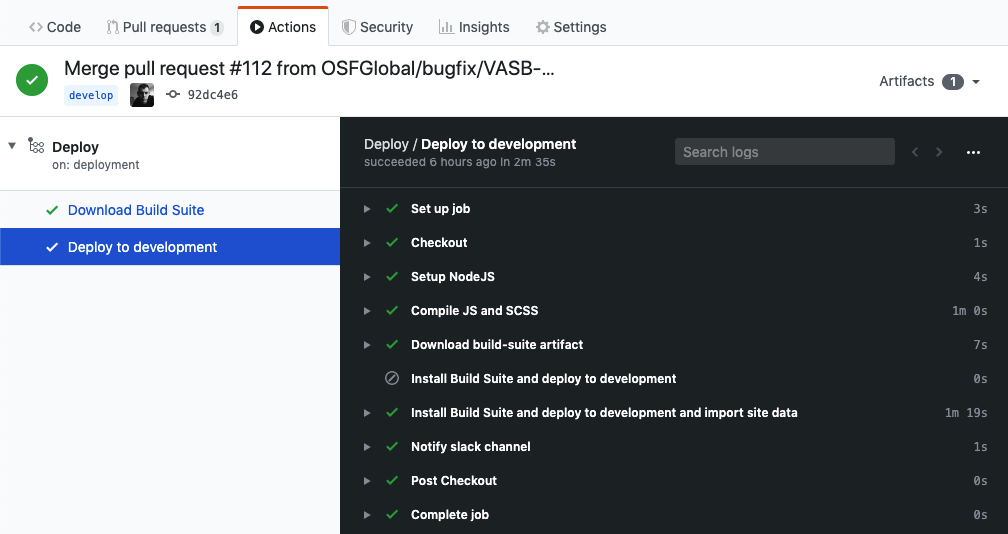 Code Pull requests 1 Actions Security Insights Settings
Merge pull request #112 from OSFGlobal/bugfix/VASB-...
develop 92dc4e6
Artifacts 1
Deploy
on: deployment
Download Build Suite
Deploy to development
Deploy / Deploy to development
succeeded 6 hours ago in 2m 35s
Search logs
Set up job 3s
Checkout 1s
Setup NodeJS 4s
Compile JS and SCSS 1m 0s
Download build-suite artifact 7s
Install Build Suite and deploy to development 0s
Install Build Suite and deploy to development and import site data 1m 19s
Notify slack channel 1s
Post Checkout 0s
Complete job 0s